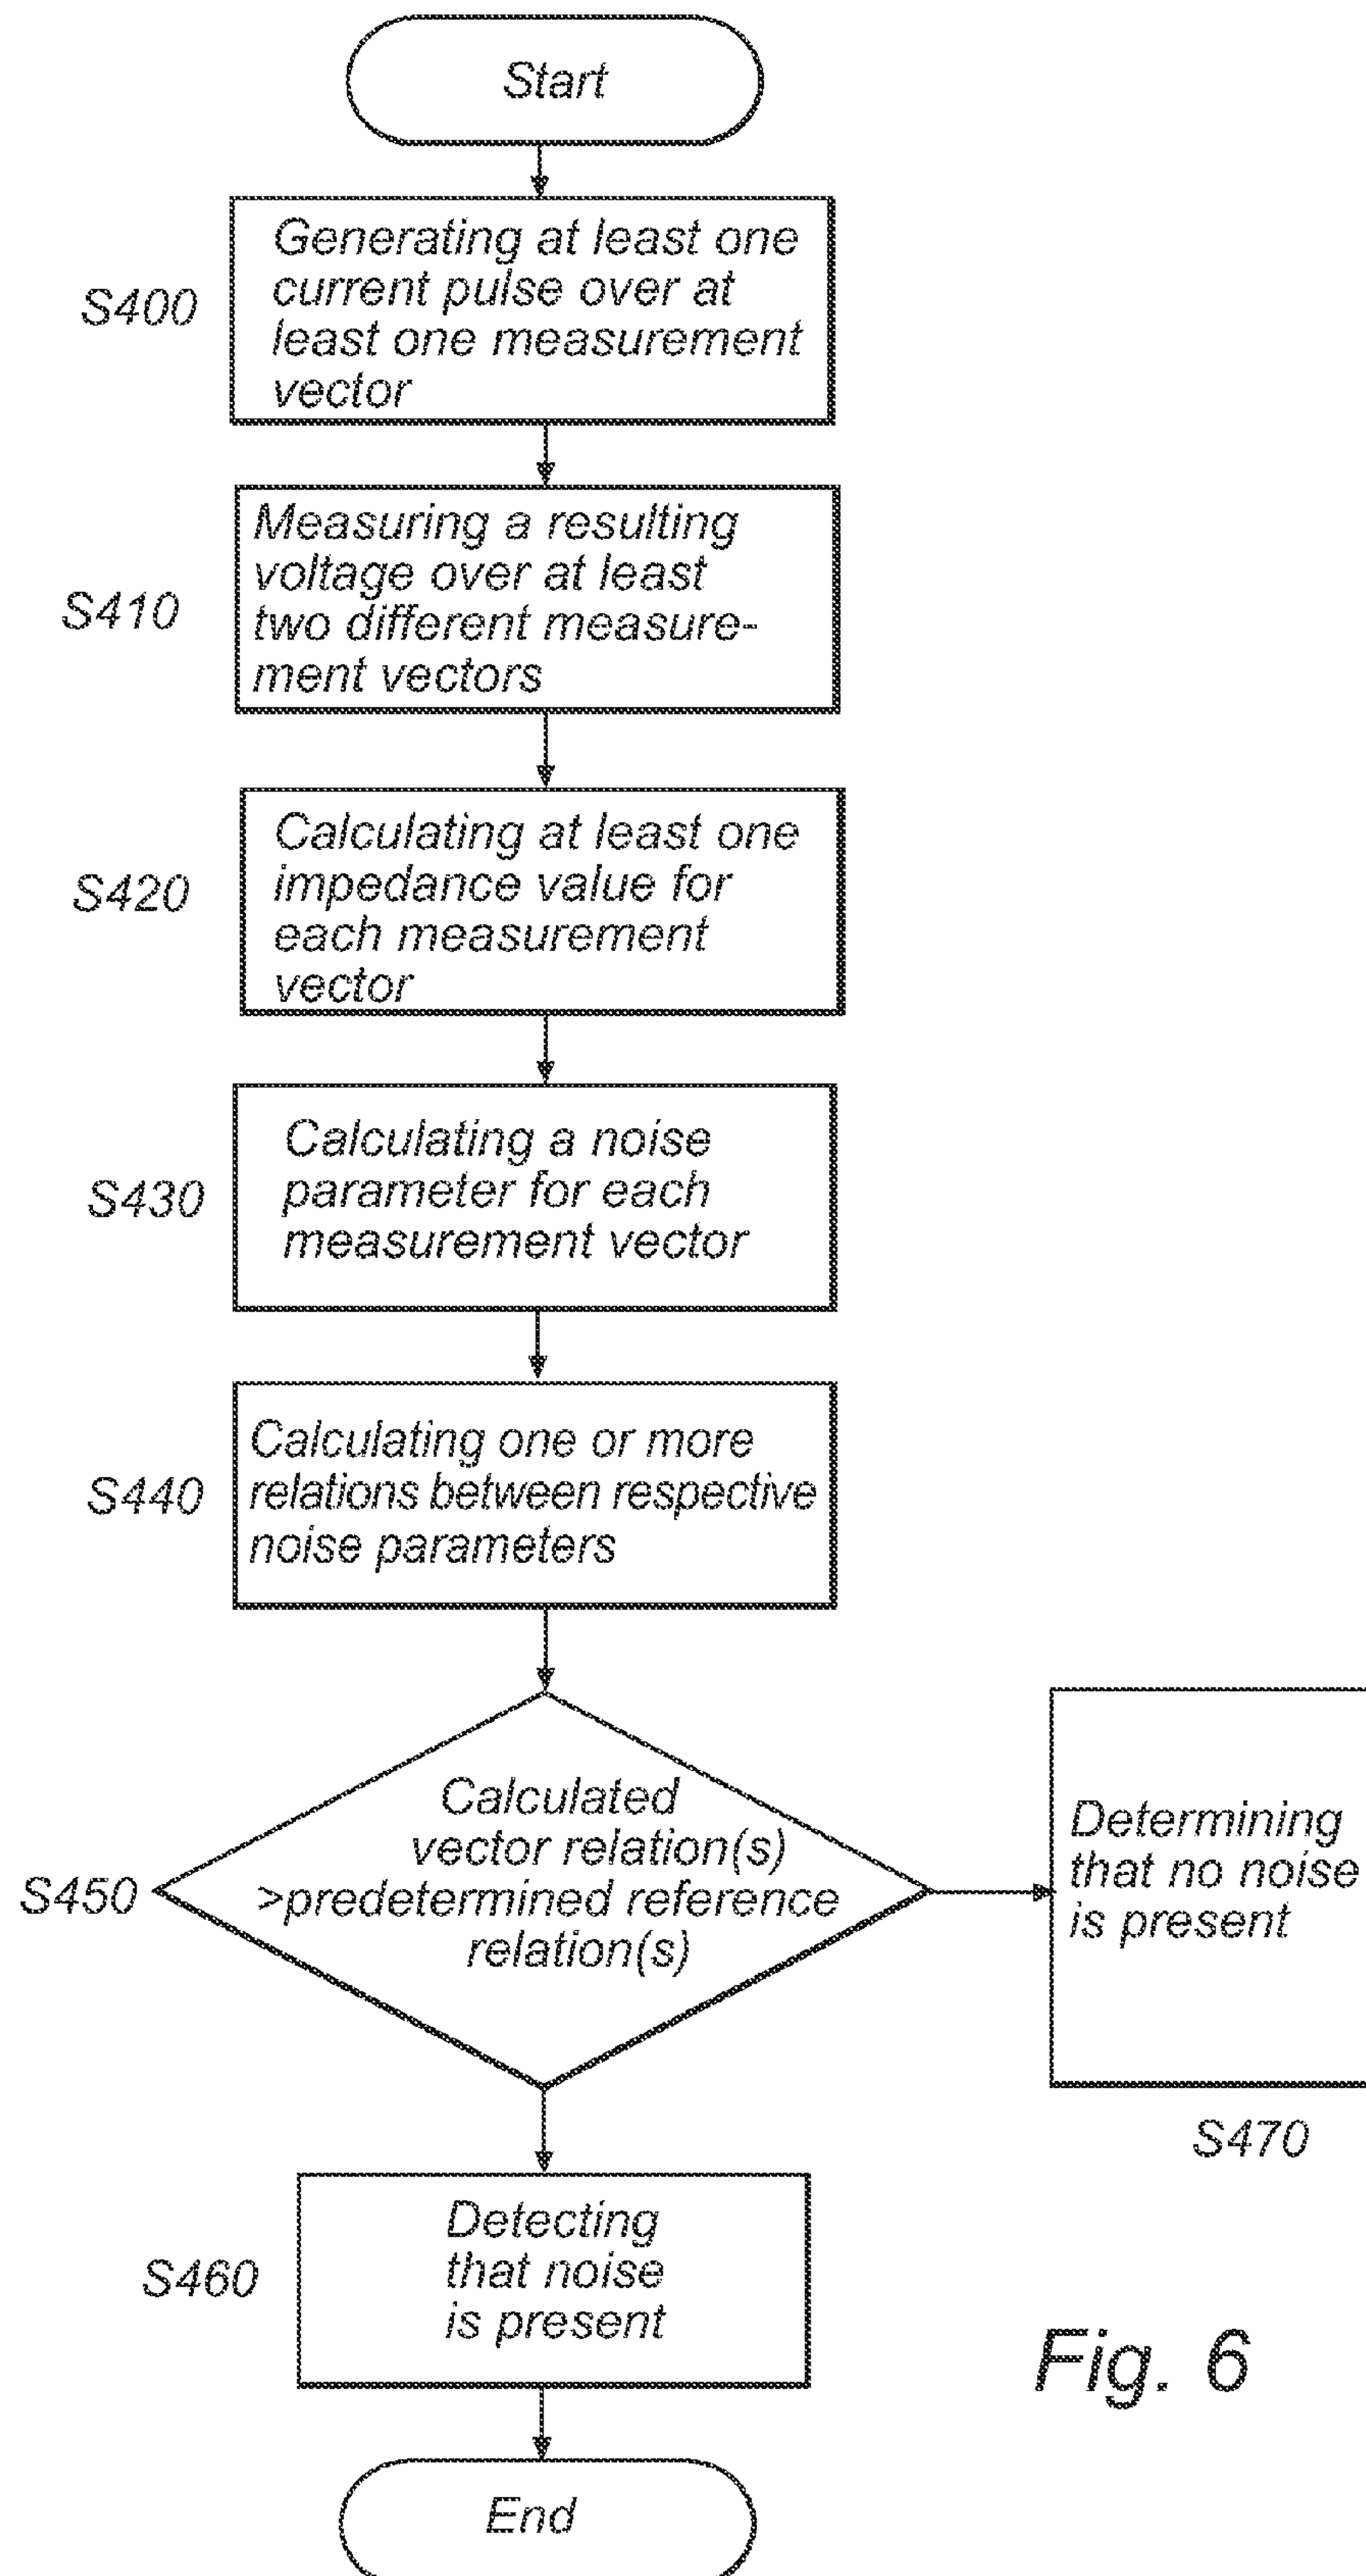 Start
S400
Generating at least one
current pulse over at
least one measurement
vector
S410
Measuring a resulting
voltage over at least
two different measure-
ment vectors
S420
Calculating at least one
impedance value for
each measurement
vector
S430
Calculating a noise
parameter for each
measurement vector
S440
Calculating one or more
relations between respective
noise parameters
S450
Calculated
vector relation(s)
>predetermined reference
relation(s)
Determining
that no noise
is present
S470
S460
Detecting
that noise
is present
Fig. 6
End